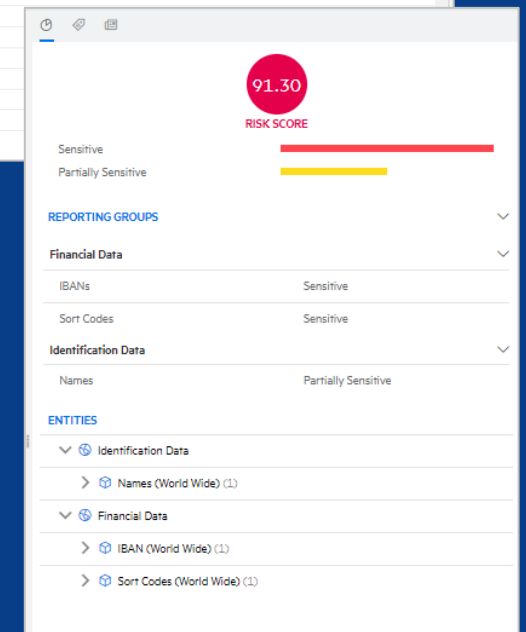 91.30
RISK SCORE
Sensitive
Partially Sensitive
REPORTING GROUPS
Financial Data
IBANs Sensitive
Sort Codes Sensitive
Identification Data
Names Partially Sensitive
ENTITIES
Identification Data
Names (World Wide) (1)
Financial Data
IBAN (World Wide) (1)
Sort Codes (World Wide) (1)